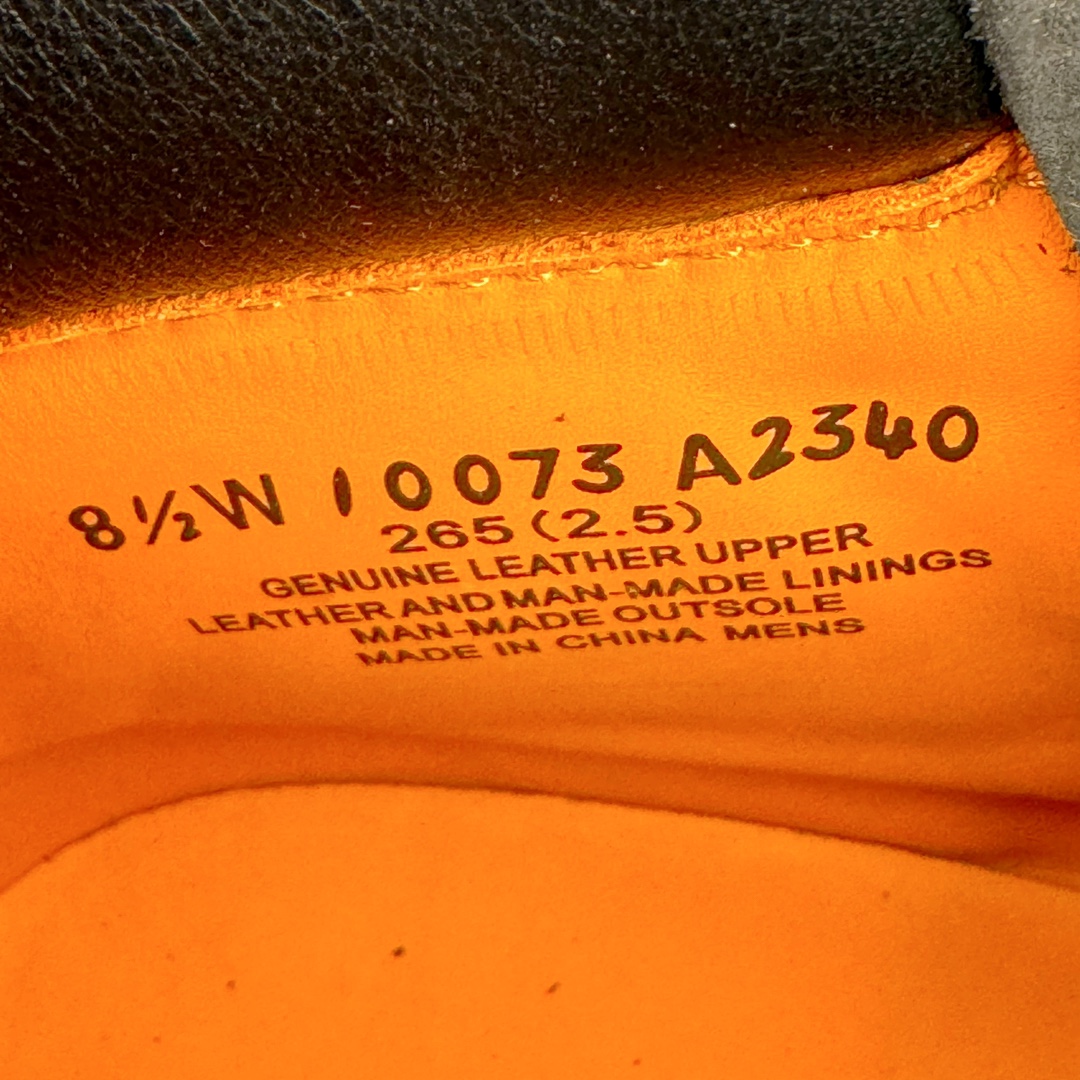 8½W 10073 A2340
265(2.5)
GENUINE LEATHER UPPER
LEATHER AND MAN-MADE LININGS
MAN-MADE OUTSOLE
MADE IN CHINA MENS